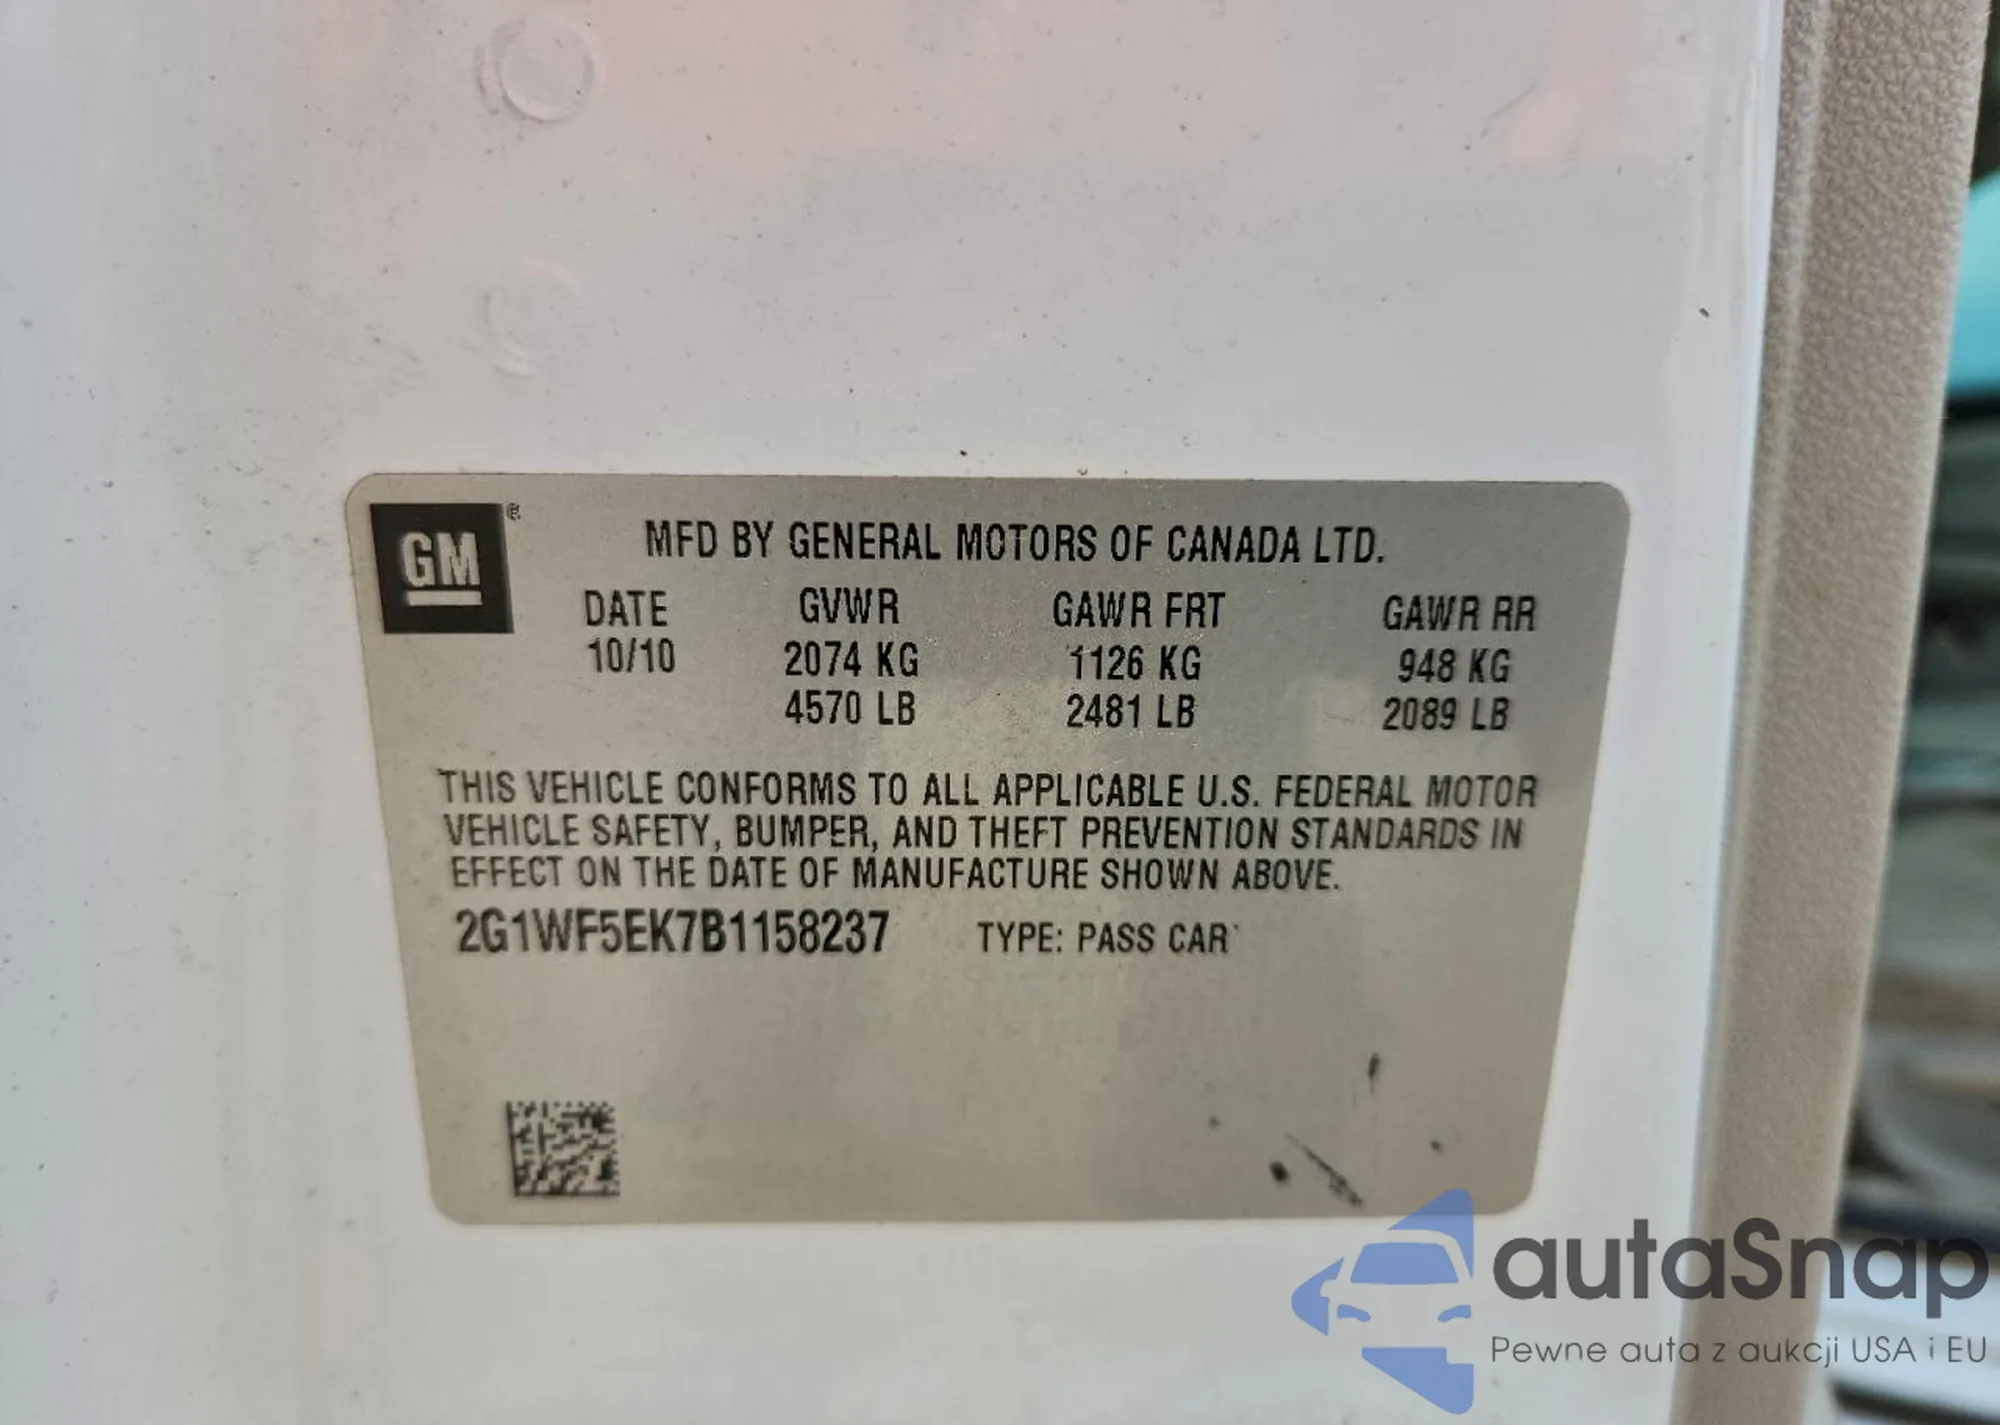 GM®
MFD BY GENERAL MOTORS OF CANADA LTD.
DATE GVWR GAWR FRT GAWR RR
10/10 2074 KG 1126 KG 948 KG
4570 LB 2481 LB 2089 LB
THIS VEHICLE CONFORMS TO ALL APPLICABLE U.S. FEDERAL MOTOR
VEHICLE SAFETY, BUMPER, AND THEFT PREVENTION STANDARDS IN
EFFECT ON THE DATE OF MANUFACTURE SHOWN ABOVE.
2G1WF5EK7B1158237 TYPE: PASS CAR
autaSnap
Pewne auta z aukcji USA i EU